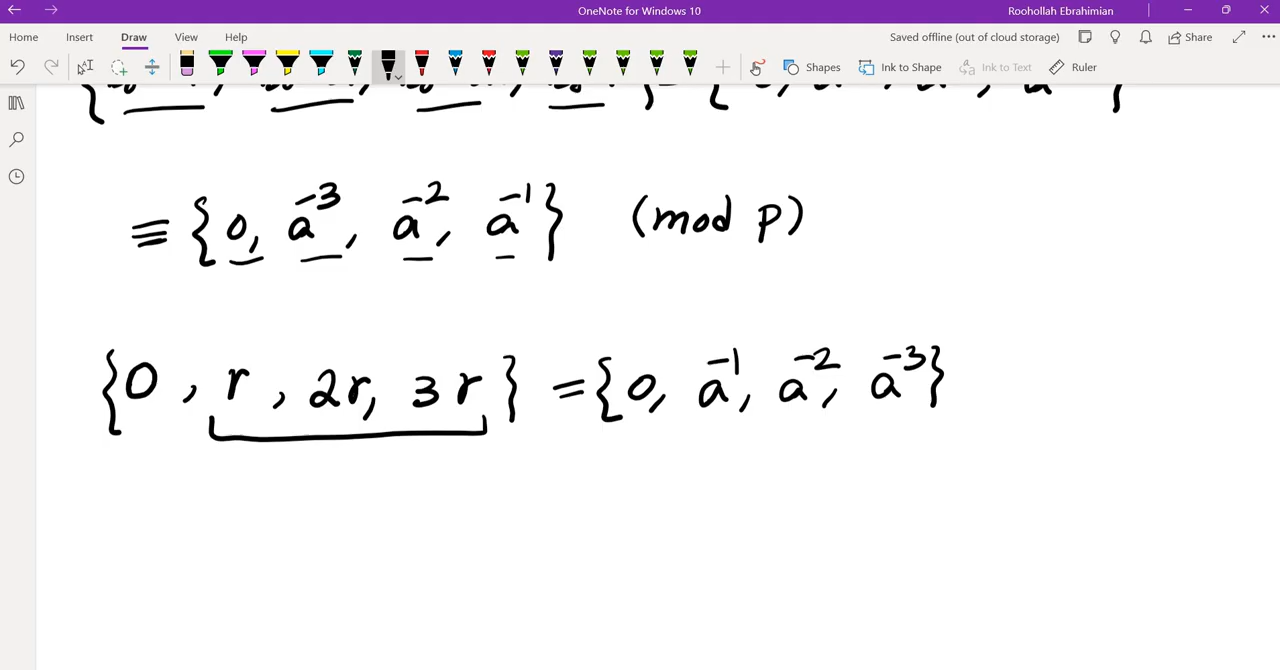 OneNote for Windows 10
Roohollah Ebrahimian
Home Insert Draw View Help
Saved offline (out of cloud storage)
Share
Shapes
Ink to Shape
Ink to Text
Ruler
≡ {0, a⁻³, a⁻², a⁻¹} (mod p)
{0, r, 2r, 3r} = {0, a⁻¹, a⁻², a⁻³}